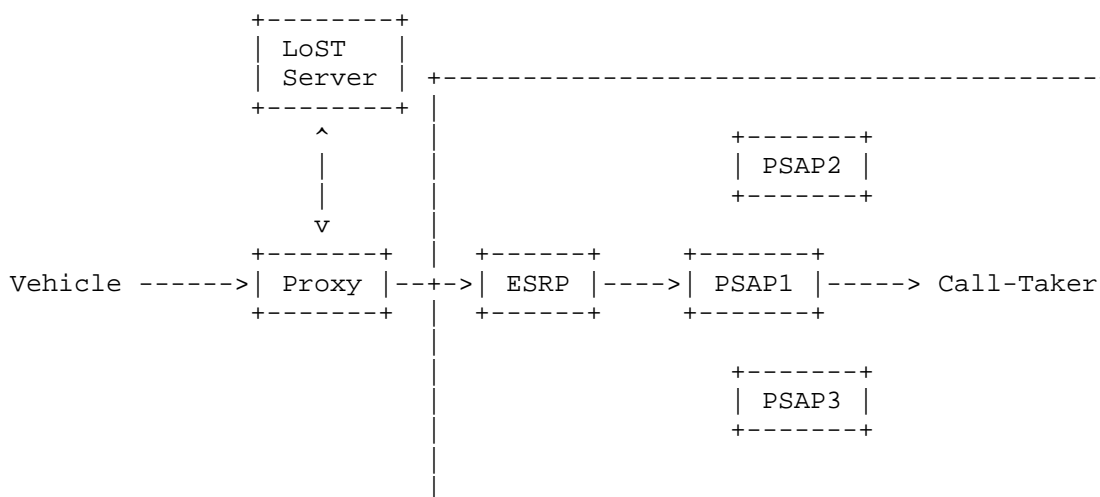 LoST
Server
PSAP2
Vehicle ------>| Proxy |--+->| ESRP |---->| PSAP1 |-----> Call-Taker
PSAP3